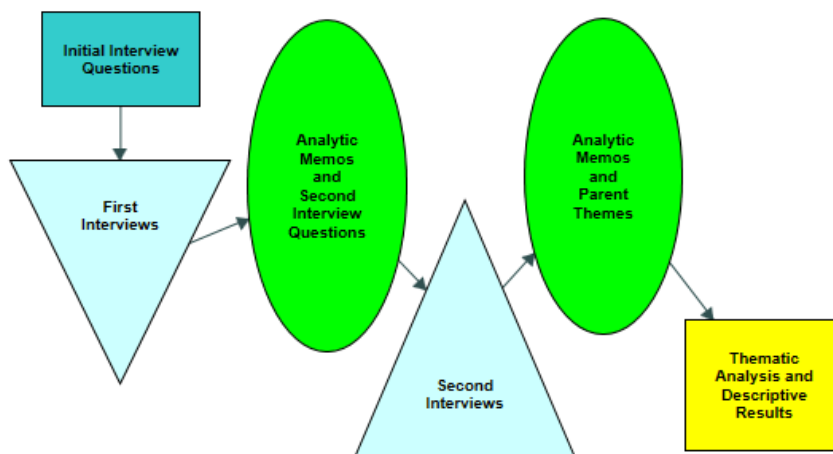 Initial Interview
Questions
First
Interviews
Analytic
Memos
and
Second
Interview
Questions
Second
Interviews
Analytic
Memos
and
Parent
Themes
Thematic
Analysis and
Descriptive
Results